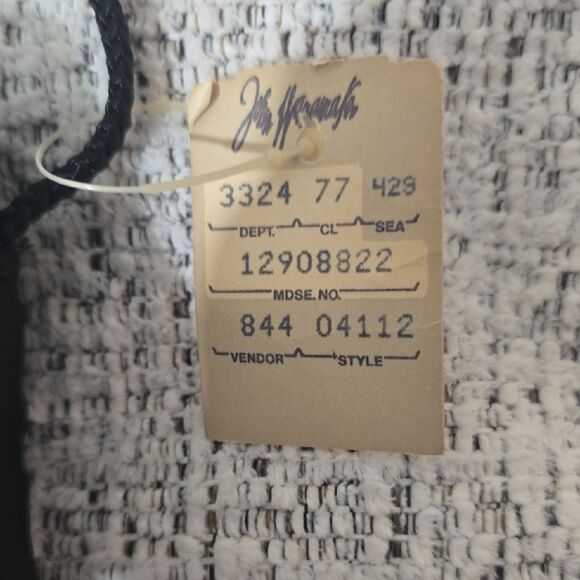 John Wanamaker
3324 77 429
DEPT. CL SEA
12908822
MDSE. NO.
844 04112
VENDOR STYLE